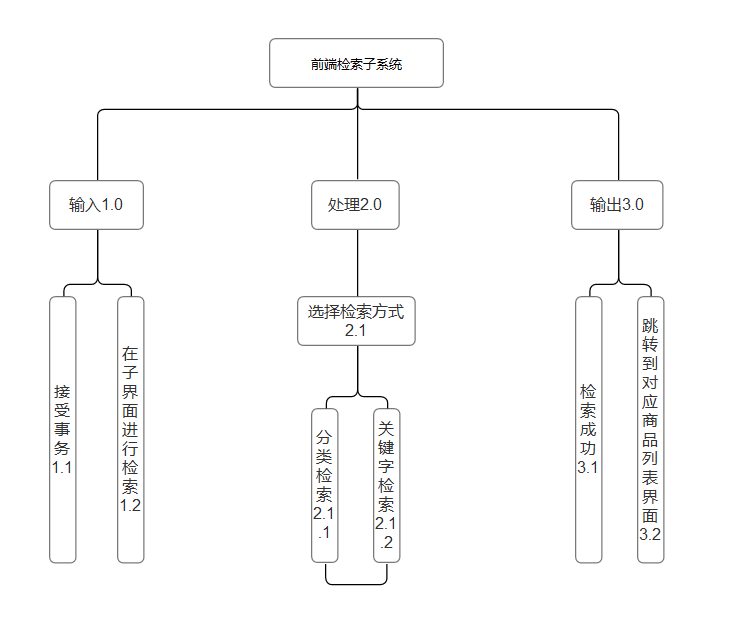 前端检索子系统
输入1.0
处理2.0
输出3.0
选择检索方式
2.1
接受事务1.1
在子界面进行检索1.2
分类检索2.1.1
关键字检索2.1.2
检索成功3.1
跳转到对应商品列表界面3.2